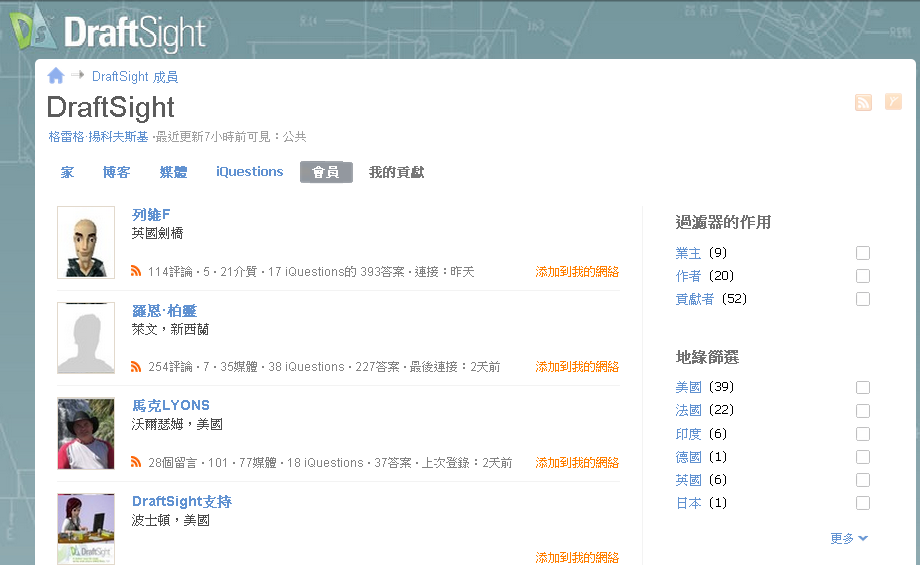 DraftSight
DraftSight 成員
DraftSight
格雷格·揚科夫斯基 ·最近更新7小時前可見：公共
家 博客 媒體 iQuestions 會員 我的貢獻
列維F
英國劍橋
114評論 · 5 · 21介質 · 17 iQuestions的 393答案 · 連接：昨天
添加到我的網絡
羅恩·柏靈
萊文，新西蘭
254評論 · 7 · 35媒體 · 38 iQuestions · 227答案 · 最後連接：2天前
添加到我的網絡
馬克LYONS
沃爾瑟姆，美國
28個留言 · 101 · 77媒體 · 18 iQuestions · 37答案 · 上次登錄：2天前
添加到我的網絡
DraftSight支持
波士頓，美國
DraftSight
添加到我的網絡
過濾器的作用
業主 (9)
作者 (20)
貢獻者 (52)
地緣篩選
美國 (39)
法國 (22)
印度 (6)
德國 (1)
英國 (6)
日本 (1)
更多